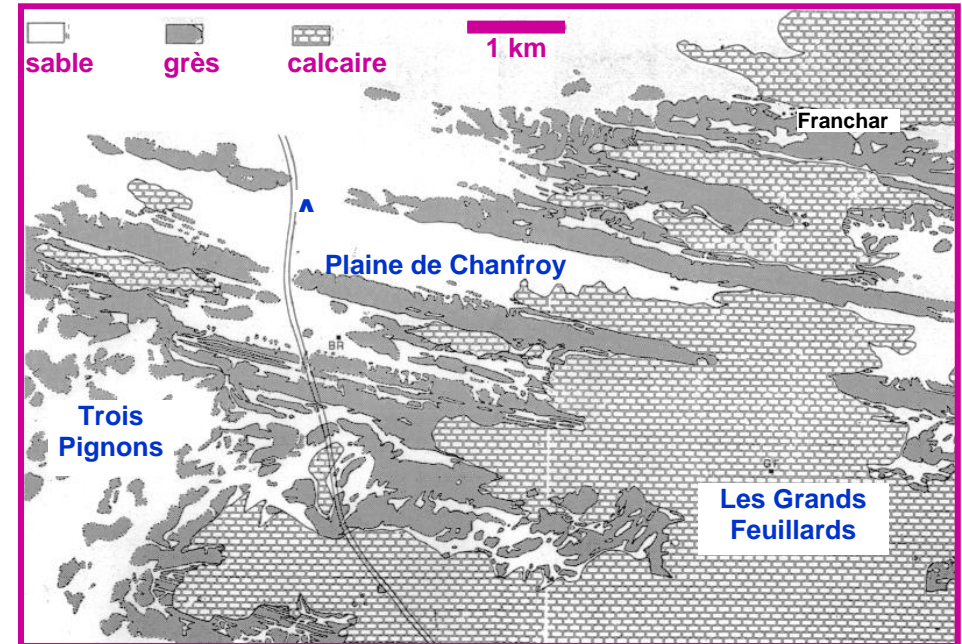 sable grès calcaire
1 km
Franchar
^
Plaine de Chanfroy
BR
Trois
Pignons
Les Grands
Feuillards